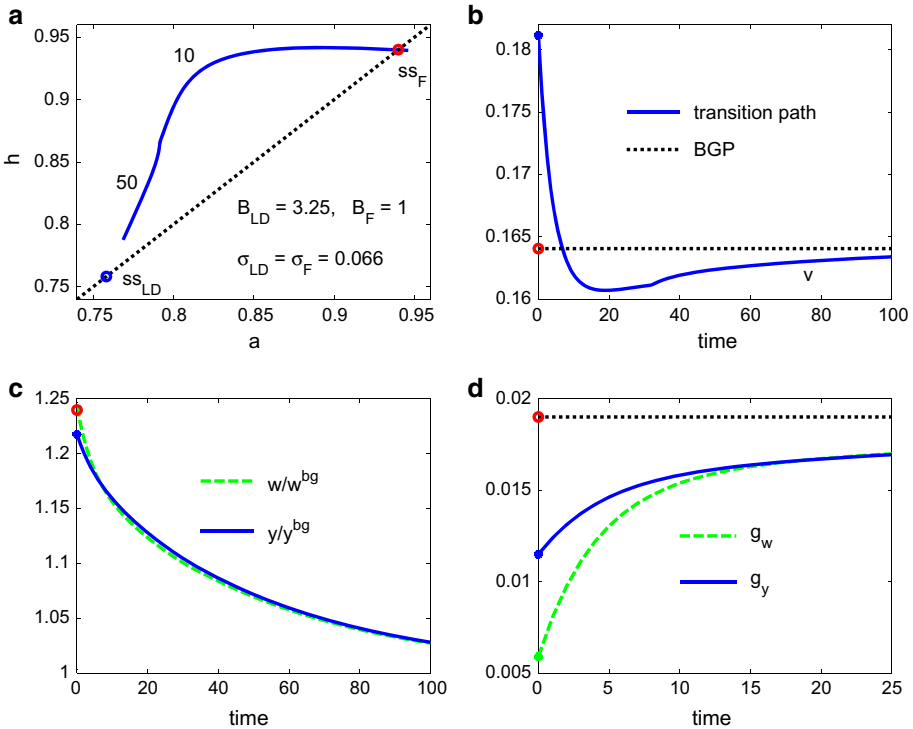 a
0.95
0.9
0.85
0.8
0.75
h
50
10
ss_F
ss_LD
B_LD = 3.25, B_F = 1
σ_LD = σ_F = 0.066
0.75 0.8 0.85 0.9 0.95
a
b
0.18
0.175
0.17
0.1645
0.16
transition path
BGP
v
0 20 40 60 80 100
time
c
1.25
1.2
1.15
1.1
1.05
1
w/w^bg
y/y^bg
0 20 40 60 80 100
time
d
0.02
0.015
0.01
0.005
g_w
g_y
0 5 10 15 20 25
time